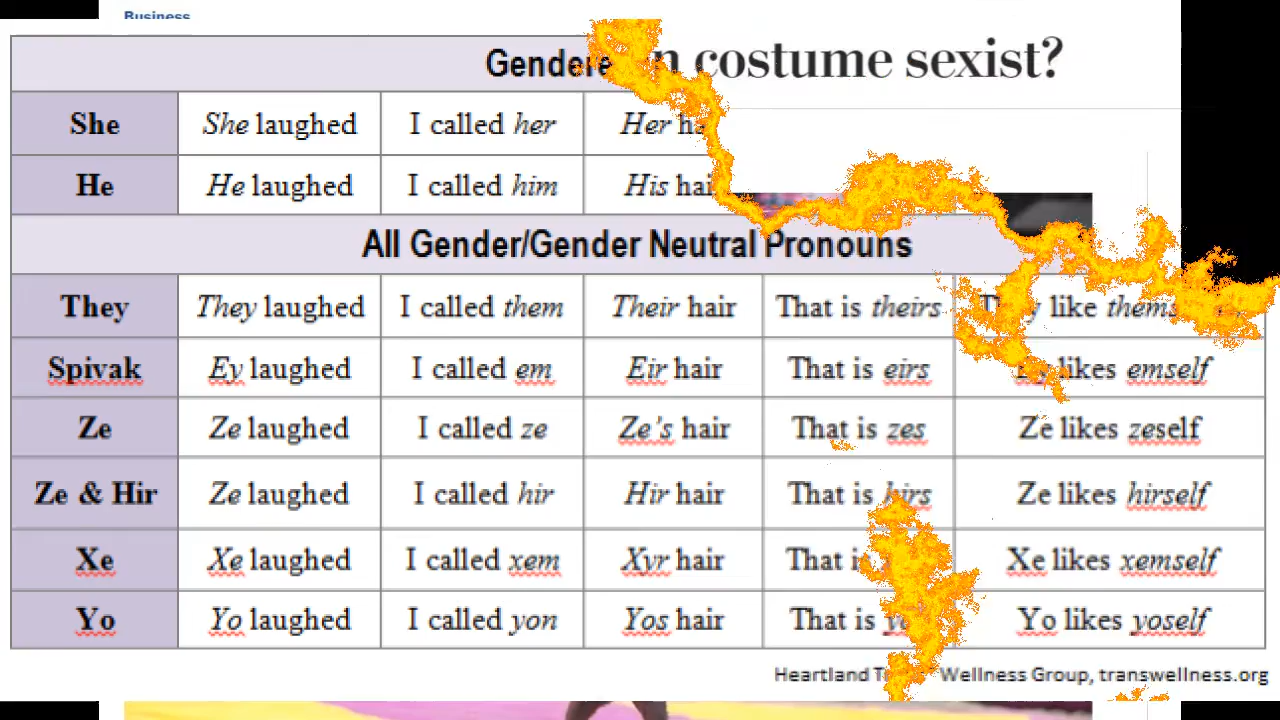 Business
costume sexist?
She She laughed I called her Her
He He laughed I called him His hai
All Gender/Gender Neutral Pronouns
They They laughed I called them Their hair That is theirs like
Spivak Ey laughed I called em Eir hair That is eirs likes emself
Ze Ze laughed I called ze Ze's hair That is zes Ze likes zeself
Ze & Hir Ze laughed I called hir Hir hair That is hirs Ze likes hirself
Xe Xe laughed I called xem Xyr hair That Xe likes xemself
Yo Yo laughed I called yon Yos hair That is Yo likes yoself
Heartland Wellness Group, transwellness.org